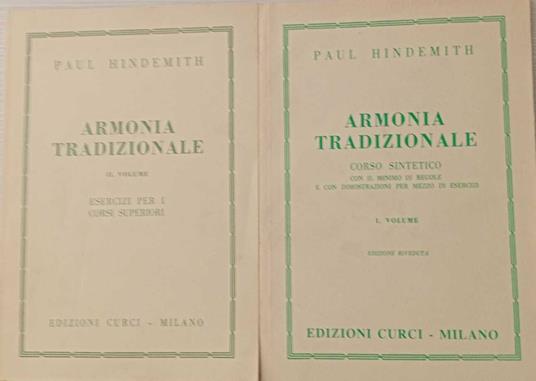 PAUL HINDEMITH
ARMONIA
TRADIZIONALE
II. VOLUME
ESERCIZI PER I
CORSI SUPERIORI
EDIZIONI CURCI - MILANO
PAUL HINDEMITH
ARMONIA
TRADIZIONALE
CORSO SINTETICO
CON IL MINIMO DI REGOLE
E CON DIMOSTRAZIONI PER MEZZO DI ESERCIZI
I. VOLUME
EDIZIONE RIVEDUTA
EDIZIONI CURCI - MILANO